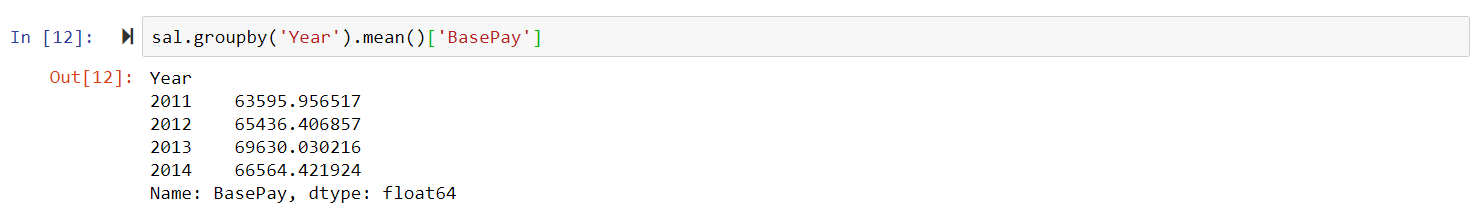 In [12]: sal.groupby('Year').mean()['BasePay']
Out[12]: Year
2011    63595.956517
2012    65436.406857
2013    69630.030216
2014    66564.421924
Name: BasePay, dtype: float64